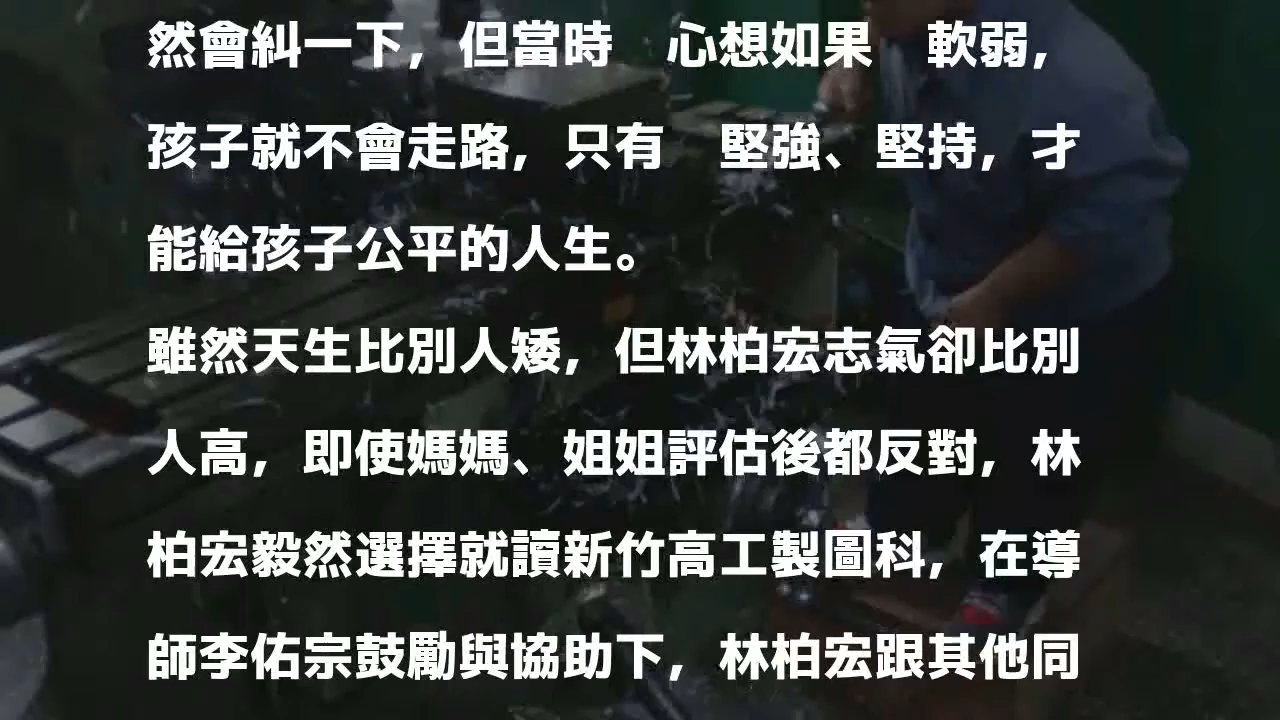 然會糾一下，但當時　心想如果　軟弱，
孩子就不會走路，只有　堅強、堅持，才
能給孩子公平的人生。
雖然天生比別人矮，但林柏宏志氣卻比別
人高，即使媽媽、姐姐評估後都反對，林
柏宏毅然選擇就讀新竹高工製圖科，在導
師李佑宗鼓勵與協助下，林柏宏跟其他同